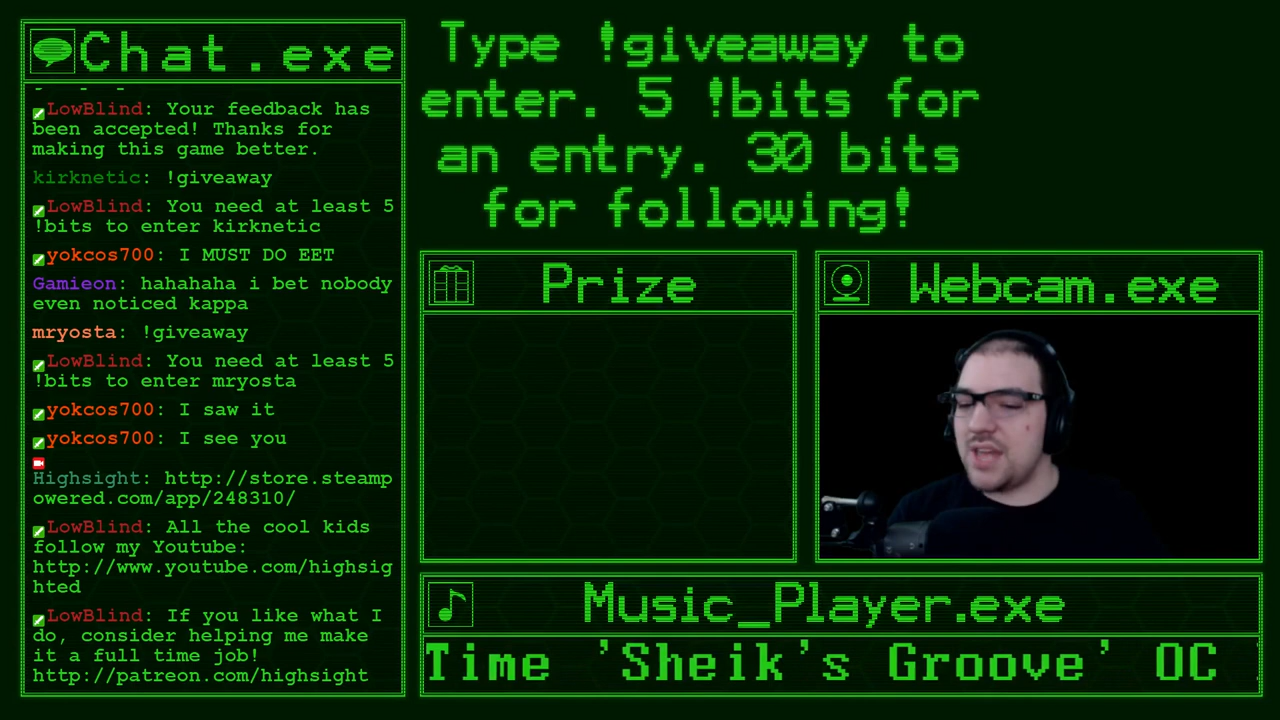 Chat.exe
LowBlind: Your feedback has
been accepted! Thanks for
making this game better.
kirknetic: !giveaway
LowBlind: You need at least 5
!bits to enter kirknetic
yokcos700: I MUST DO EET
Gamieon: hahahaha i bet nobody
even noticed kappa
mryosta: !giveaway
LowBlind: You need at least 5
!bits to enter mryosta
yokcos700: I saw it
yokcos700: I see you
Highsight: http://store.steamp
owered.com/app/248310/
LowBlind: All the cool kids
follow my Youtube:
http://www.youtube.com/highsig
hted
LowBlind: If you like what I
do, consider helping me make
it a full time job!
http://patreon.com/highsight
Type !giveaway to
enter. 5 !bits for
an entry. 30 bits
for following!
Prize
Webcam.exe
Music_Player.exe
Time 'Sheik's Groove' OC